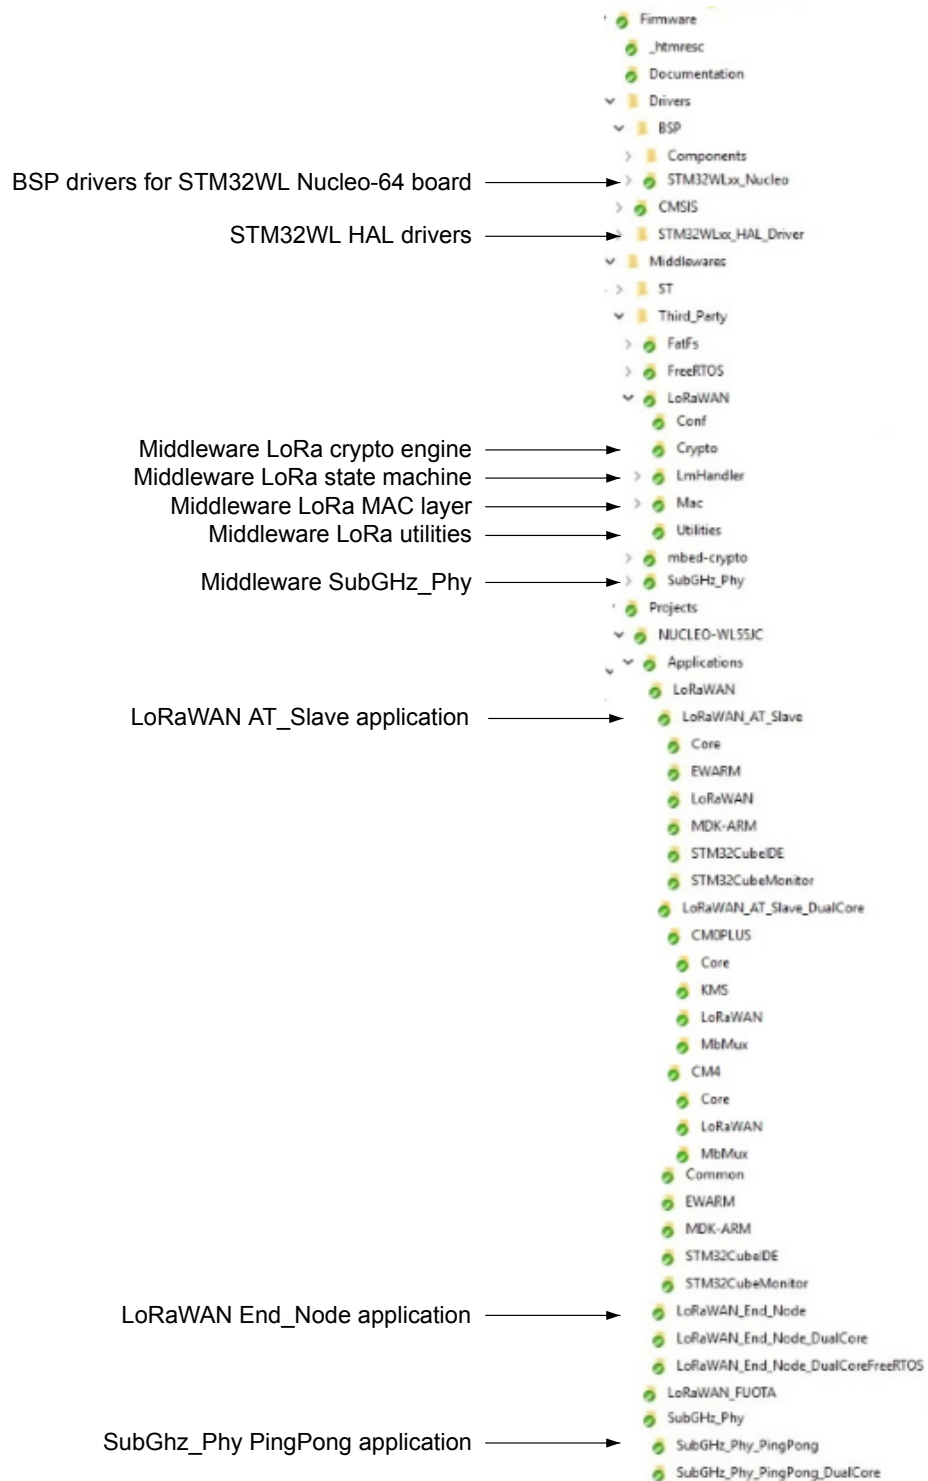 Firmware
_htmresc
Documentation
Drivers
BSP
Components
BSP drivers for STM32WL Nucleo-64 board STM32WLxx_Nucleo
CMSIS
STM32WL HAL drivers STM32WLxx_HAL_Driver
Middlewares
ST
Third_Party
FatFs
FreeRTOS
LoRaWAN
Conf
Middleware LoRa crypto engine Crypto
Middleware LoRa state machine LmHandler
Middleware LoRa MAC layer Mac
Middleware LoRa utilities Utilities
mbed-crypto
Middleware SubGHz_Phy SubGHz_Phy
Projects
NUCLEO-WL55JC
Applications
LoRaWAN
LoRaWAN AT_Slave application LoRaWAN_AT_Slave
Core
EWARM
LoRaWAN
MDK-ARM
STM32CubeIDE
STM32CubeMonitor
LoRaWAN_AT_Slave_DualCore
CM0PLUS
Core
KMS
LoRaWAN
MbMux
CM4
Core
LoRaWAN
MbMux
Common
EWARM
MDK-ARM
STM32CubeIDE
STM32CubeMonitor
LoRaWAN End_Node application LoRaWAN_End_Node
LoRaWAN_End_Node_DualCore
LoRaWAN_End_Node_DualCoreFreeRTOS
LoRaWAN_FUOTA
SubGHz_Phy
SubGhz_Phy PingPong application SubGHz_Phy_PingPong
SubGHz_Phy_PingPong_DualCore